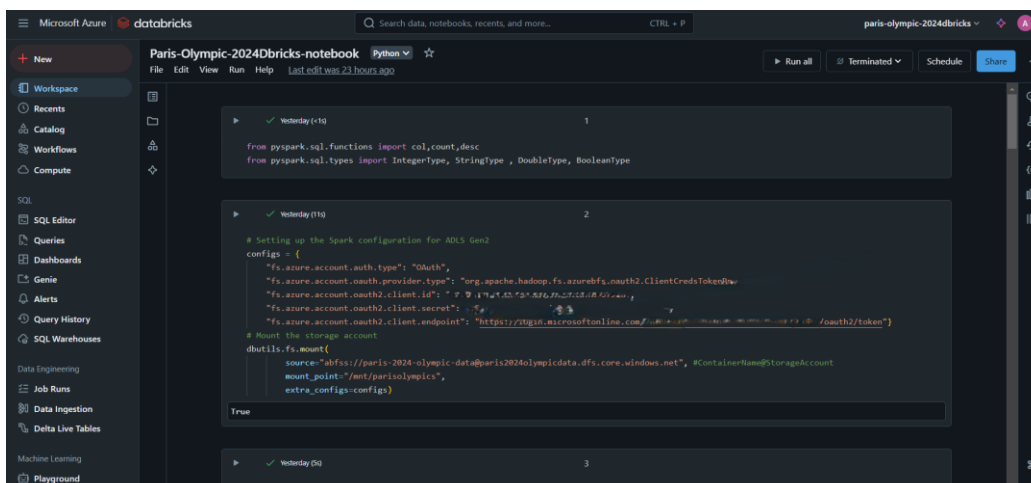 Microsoft Azure databricks
Search data, notebooks, recents, and more... CTRL + P
paris-olympic-2024dbricks
A
New
Workspace
Recents
Catalog
Workflows
Compute
SQL
SQL Editor
Queries
Dashboards
Genie
Alerts
Query History
SQL Warehouses
Data Engineering
Job Runs
Data Ingestion
Delta Live Tables
Machine Learning
Playground
Paris-Olympic-2024Dbricks-notebook Python
File Edit View Run Help Last edit was 23 hours ago
Run all Terminated Schedule Share
Yesterday (<1s) 1
from pyspark.sql.functions import col,count,desc
from pyspark.sql.types import IntegerType, StringType , DoubleType, BooleanType
Yesterday (11s) 2
# Setting up the Spark configuration for ADLS Gen2
configs = {
"fs.azure.account.auth.type": "OAuth",
"fs.azure.account.oauth.provider.type": "org.apache.hadoop.fs.azurebfs.oauth2.
"fs.azure.account.oauth2.client.id": "
"fs.azure.account.oauth2.client.secret":
"fs.azure.account.oauth2.client.endpoint": "https://login.microsoftonline.com/ /oauth2/token"}
# Mount the storage account
dbutils.fs.mount(
source="abfss://paris-2024-olympic-data@paris2024olympicdata.dfs.core.windows.net", #ContainerName@StorageAccount
mount_point="/mnt/parisolympics",
extra_configs=configs)
True
Yesterday (5s) 3